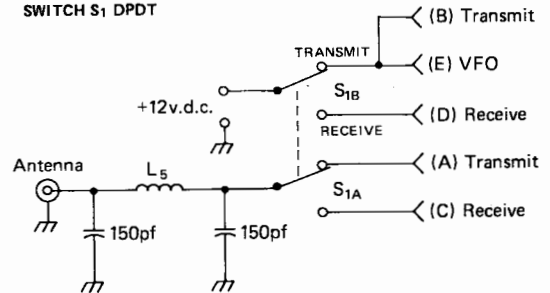 SWITCH S1 DPDT
(B) Transmit
TRANSMIT
(E) VFO
S1B
+12v.d.c.
(D) Receive
RECEIVE
Antenna
L5
(A) Transmit
S1A
150pf
150pf
(C) Receive